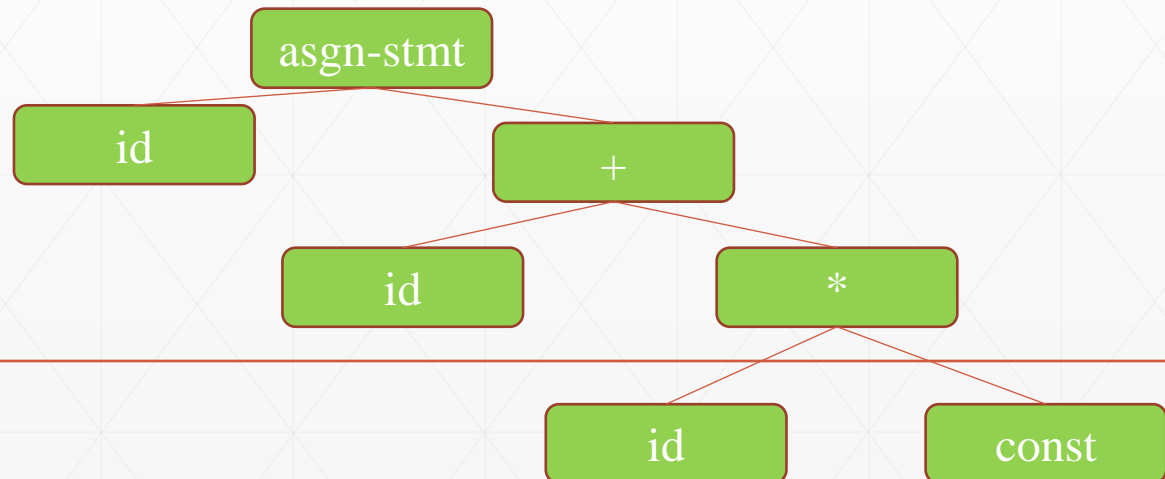 asgn-stmt
id
+
id
*
id
const